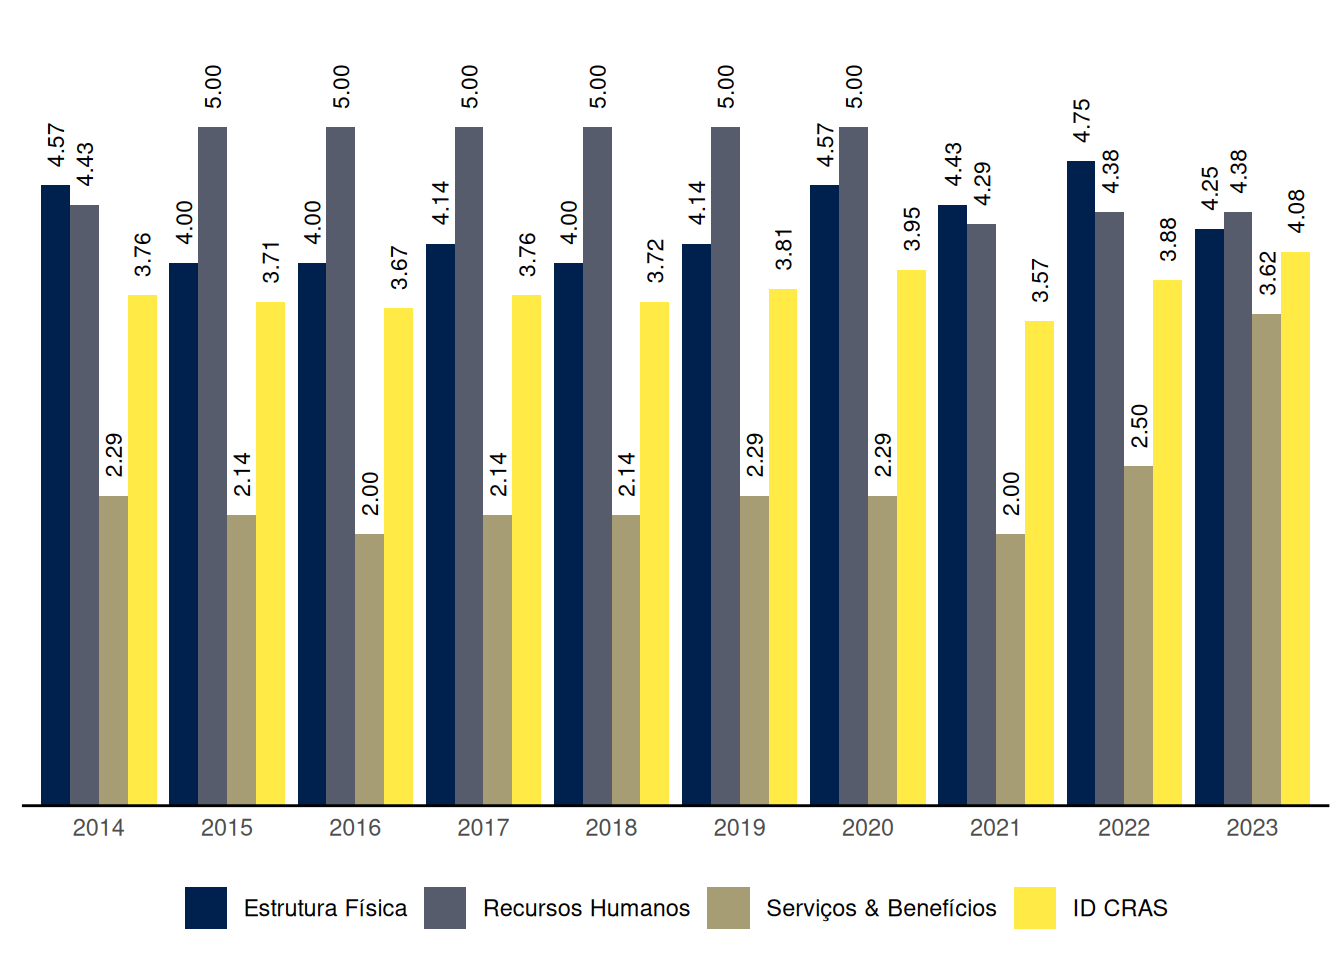 4.57 4.43 2.29 3.76
4.00 5.00 2.14 3.71
4.00 5.00 2.00 3.67
4.14 5.00 2.14 3.76
4.00 5.00 2.14 3.72
4.14 5.00 2.29 3.81
4.57 5.00 2.29 3.95
4.43 4.29 2.00 3.57
4.75 4.38 2.50 3.88
4.25 4.38 3.62 4.08
2014 2015 2016 2017 2018 2019 2020 2021 2022 2023
Estrutura Física Recursos Humanos Serviços & Benefícios ID CRAS